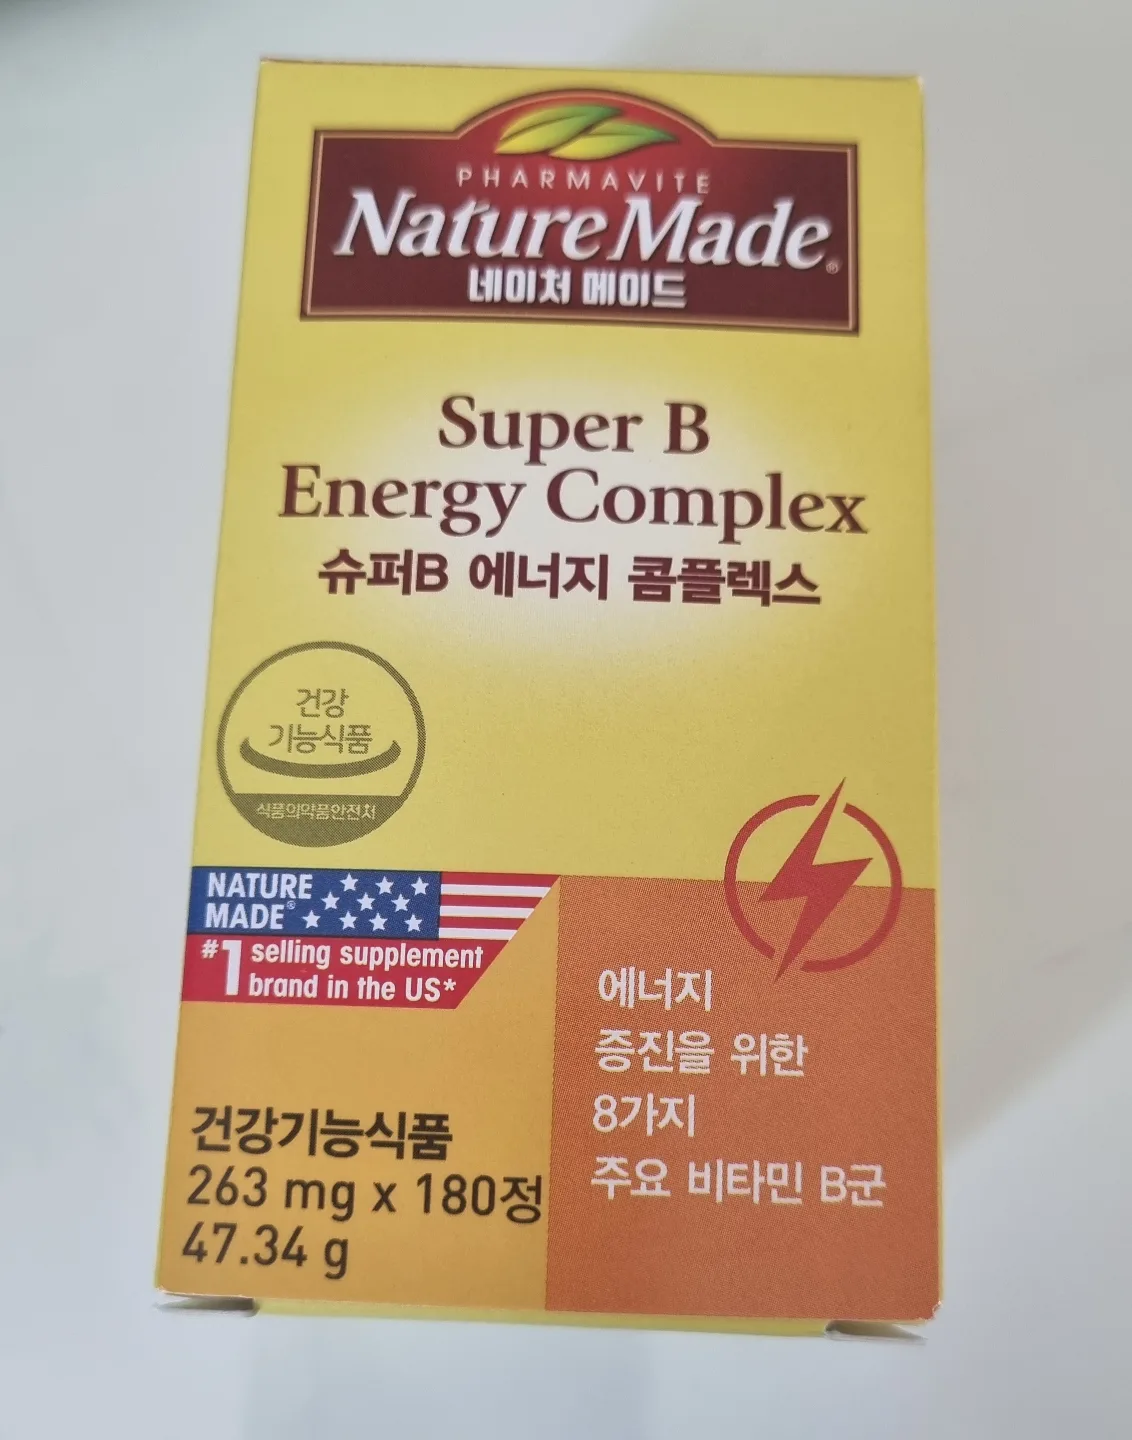 PHARMAVITE
Nature Made®
네이처 메이드
Super B
Energy Complex
슈퍼B 에너지 콤플렉스
건강
기능식품
식품의약품안전처
NATURE
MADE®
#1 selling supplement
brand in the US*
에너지
증진을 위한
8가지
주요 비타민 B군
건강기능식품
263 mg x 180정
47.34 g